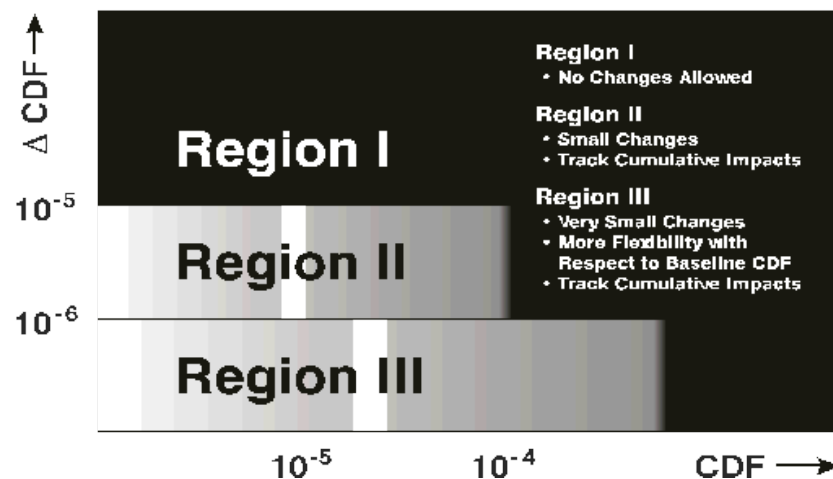 Δ CDF →
Region I
• No Changes Allowed
Region II
• Small Changes
• Track Cumulative Impacts
Region III
• Very Small Changes
• More Flexibility with
Respect to Baseline CDF
• Track Cumulative Impacts
Region I
10⁻⁵
Region II
10⁻⁶
Region III
10⁻⁵
10⁻⁴
CDF →